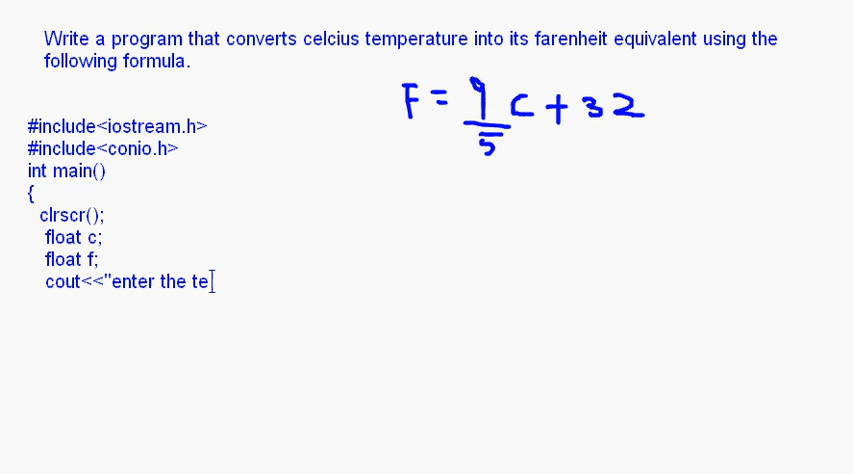 Write a program that converts celcius temperature into its farenheit equivalent using the
following formula.
F = 9/5 C + 32
#include<iostream.h>
#include<conio.h>
int main()
{
clrscr();
float c;
float f;
cout<<"enter the te